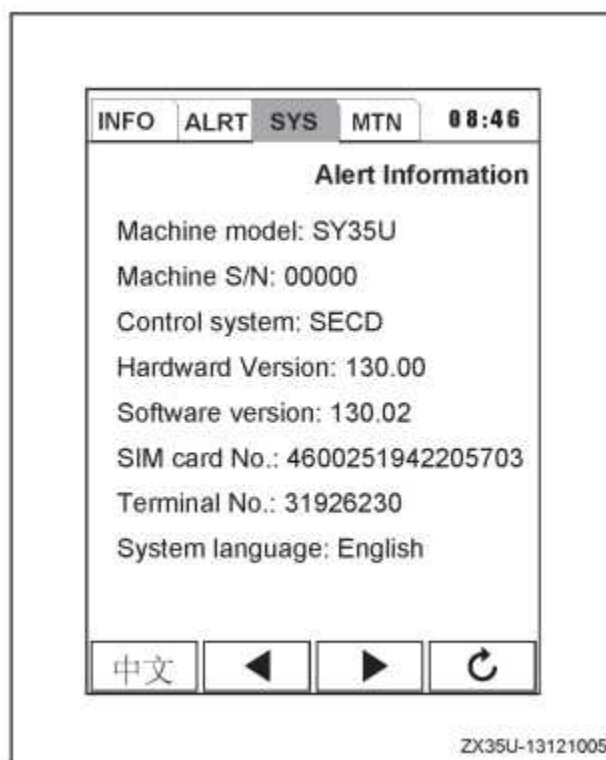 INFO ALRT SYS MTN 08:46
Alert Information
Machine model: SY35U
Machine S/N: 00000
Control system: SECD
Hardward Version: 130.00
Software version: 130.02
SIM card No.: 4600251942205703
Terminal No.: 31926230
System language: English
中文
ZX35U-13121005